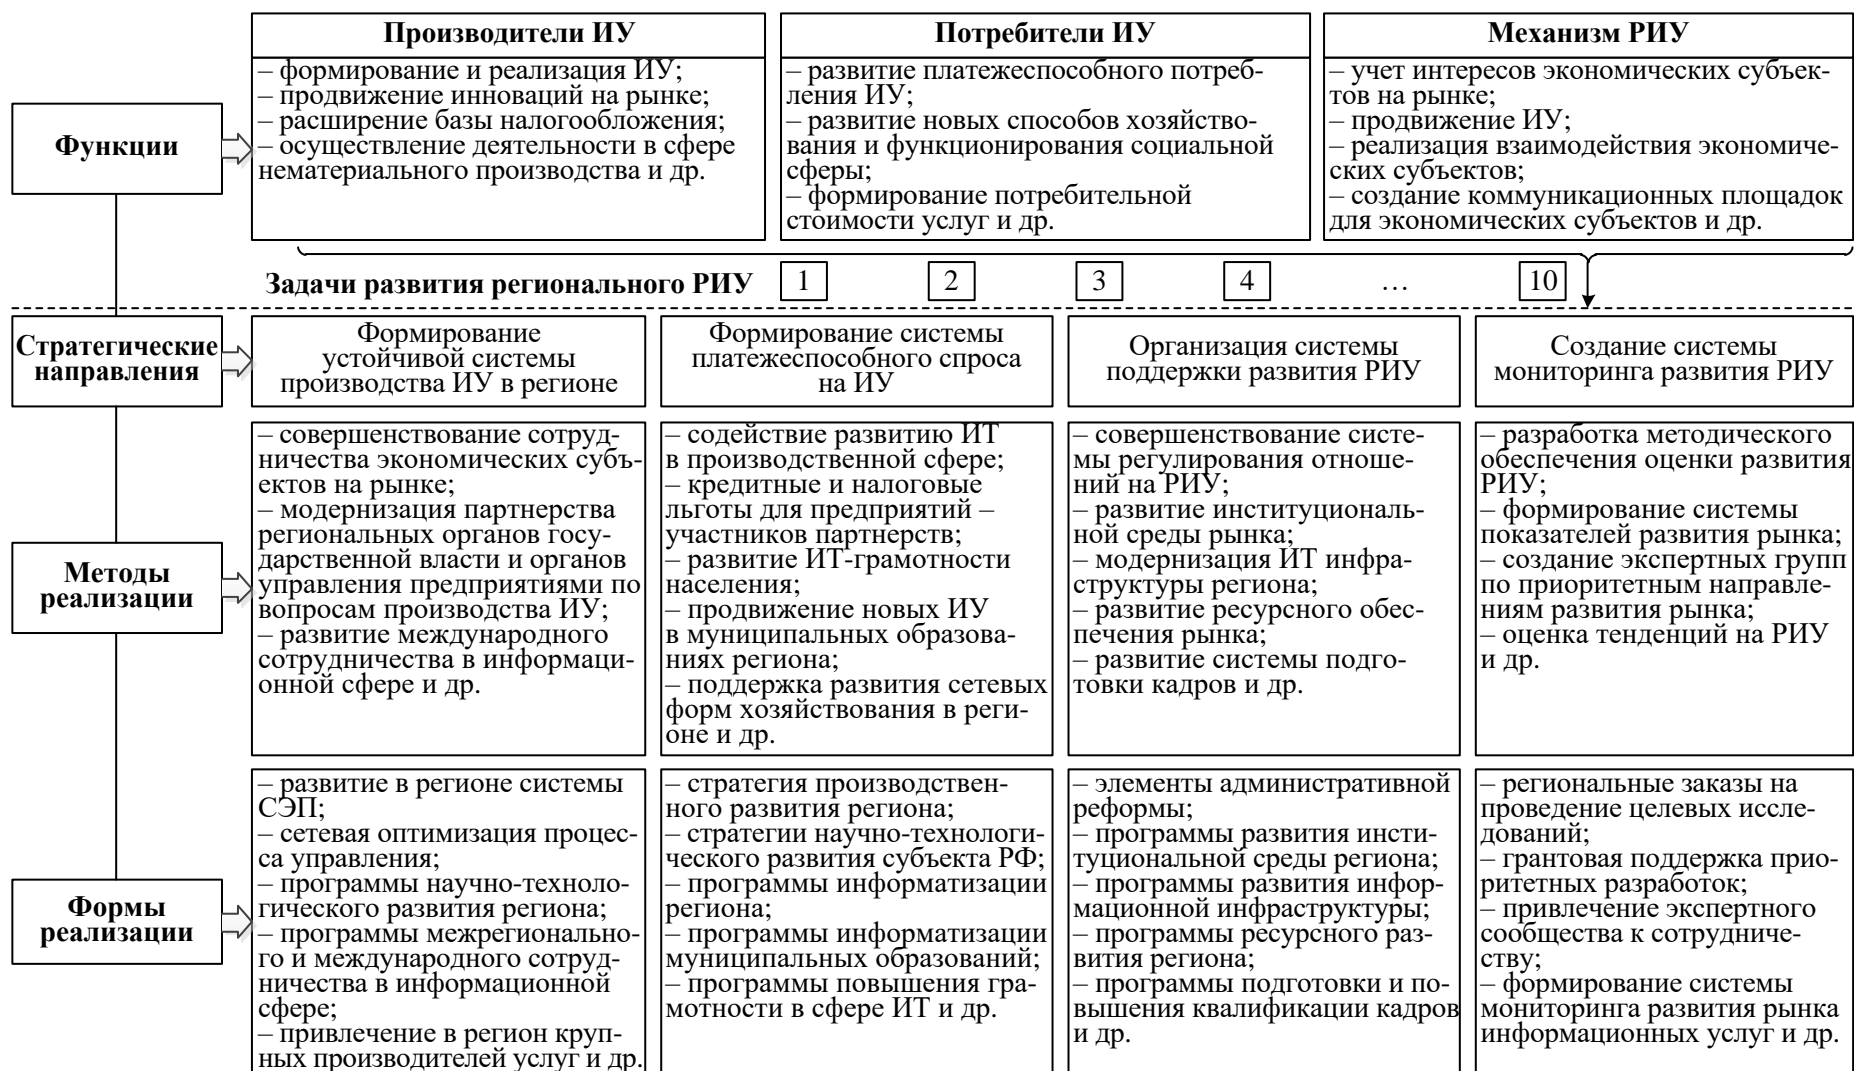 Производители ИУ
– формирование и реализация ИУ;
– продвижение инноваций на рынке;
– расширение базы налогообложения;
– осуществление деятельности в сфере
нематериального производства и др.
Потребители ИУ
– развитие платежеспособного потреб-
ления ИУ;
– развитие новых способов хозяйство-
вания и функционирования социальной
сферы;
– формирование потребительной
стоимости услуг и др.
Механизм РИУ
– учет интересов экономических субъек-
тов на рынке;
– продвижение ИУ;
– реализация взаимодействия экономиче-
ских субъектов;
– создание коммуникационных площадок
для экономических субъектов и др.
Функции
Задачи развития регионального РИУ 1 2 3 4 … 10
Стратегические
направления
Формирование
устойчивой системы
производства ИУ в регионе
Формирование системы
платежеспособного спроса
на ИУ
Организация системы
поддержки развития РИУ
Создание системы
мониторинга развития РИУ
Методы
реализации
– совершенствование сотруд-
ничества экономических субъ-
ектов на рынке;
– модернизация партнерства
региональных органов госу-
дарственной власти и органов
управления предприятиями по
вопросам производства ИУ;
– развитие международного
сотрудничества в информаци-
онной сфере и др.
– содействие развитию ИТ
в производственной сфере;
– кредитные и налоговые
льготы для предприятий –
участников партнерств;
– развитие ИТ-грамотности
населения;
– продвижение новых ИУ
в муниципальных образова-
ниях региона;
– поддержка развития сетевых
форм хозяйствования в реги-
оне и др.
– совершенствование систе-
мы регулирования отноше-
ний на РИУ;
– развитие институциональ-
ной среды рынка;
– модернизация ИТ инфра-
структуры региона;
– развитие ресурсного обес-
печения рынка;
– развитие системы подго-
товки кадров и др.
– разработка методического
обеспечения оценки развития
РИУ;
– формирование системы
показателей развития рынка;
– создание экспертных групп
по приоритетным направле-
ниям развития рынка;
– оценка тенденций на РИУ
и др.
Формы
реализации
– развитие в регионе системы
СЭП;
– сетевая оптимизация процес-
са управления;
– программы научно-техноло-
гического развития региона;
– программы межрегионально-
го и международного сотруд-
ничества в информационной
сфере;
– привлечение в регион круп-
ных производителей услуг и др.
– стратегия производствен-
ного развития региона;
– стратегии научно-технологи-
ческого развития субъекта РФ;
– программы информатизации
региона;
– программы информатизации
муниципальных образований;
– программы повышения гра-
мотности в сфере ИТ и др.
– элементы административной
реформы;
– программы развития инсти-
туциональной среды региона;
– программы развития инфор-
мационной инфраструктуры;
– программы ресурсного раз-
вития региона;
– программы подготовки и по-
вышения квалификации кадров
и др.
– региональные заказы на
проведение целевых иссле-
дований;
– грантовая поддержка прио-
ритетных разработок;
– привлечение экспертного
сообщества к сотрудниче-
ству;
– формирование системы
мониторинга развития рынка
информационных услуг и др.